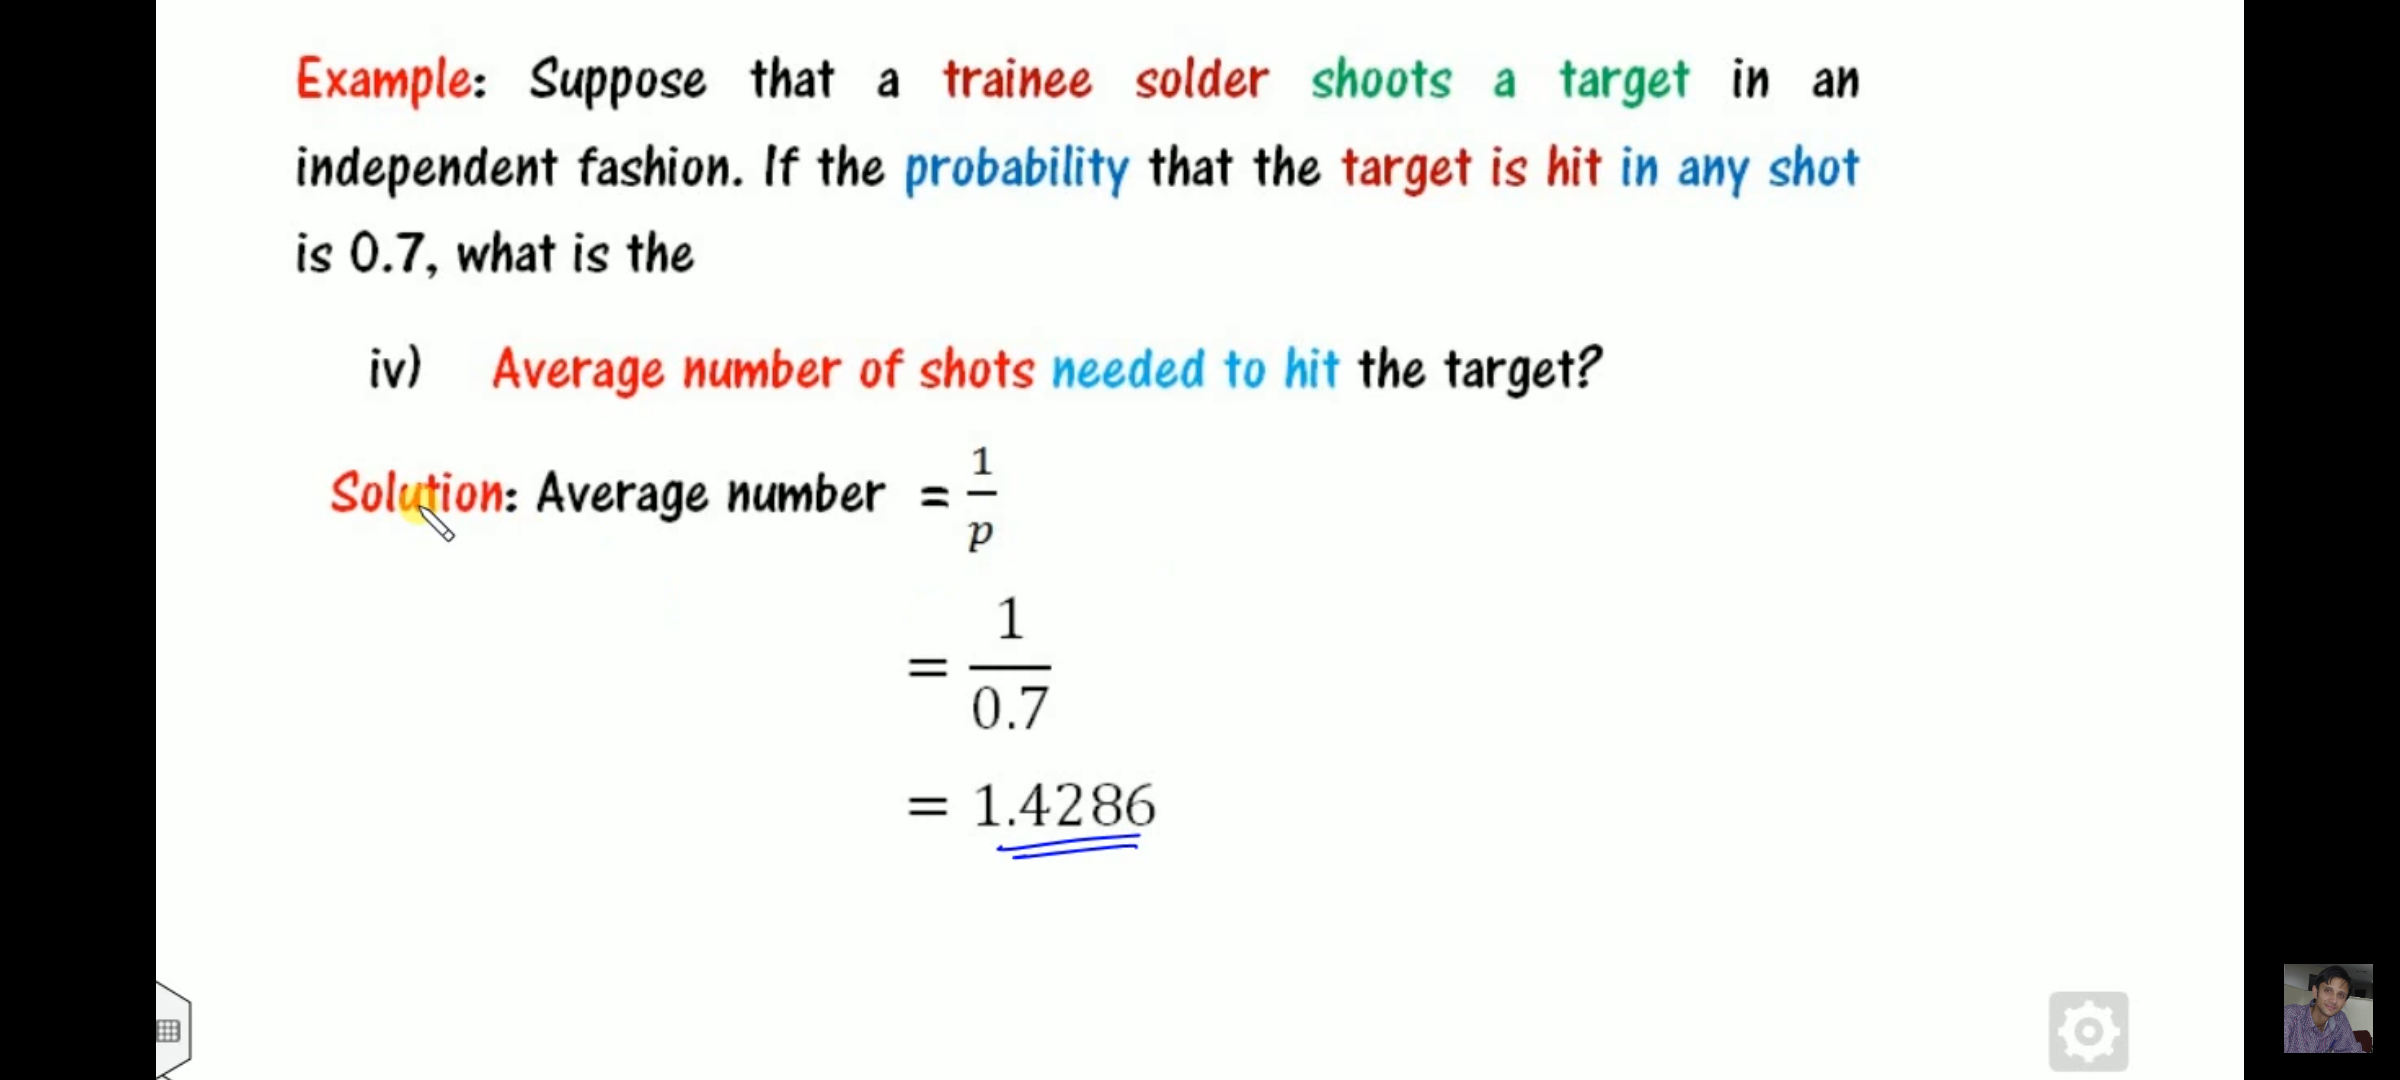 Example: Suppose that a trainee solder shoots a target in an
independent fashion. If the probability that the target is hit in any shot
is 0.7, what is the
iv) Average number of shots needed to hit the target?
Solution: Average number = 1/p
= 1/0.7
= 1.4286